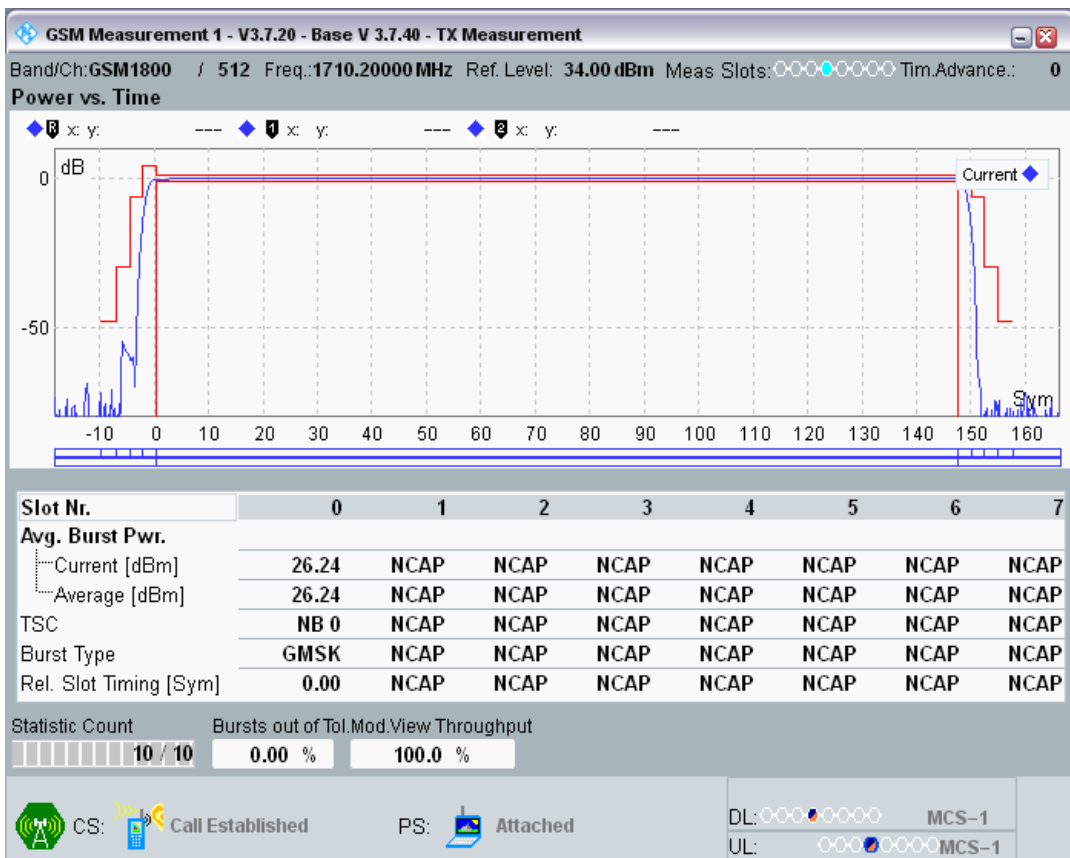 GSM Measurement 1 - V3.7.20 - Base V 3.7.40 - TX Measurement
Band/Ch:GSM1800 / 512 Freq.:1710.20000 MHz Ref. Level: 34.00 dBm Meas Slots: Tim.Advance.: 0
Power vs. Time
R x: y: --- 1 x: y: --- 2 x: y: ---
dB
Current
0
-50
Sym
-10 0 10 20 30 40 50 60 70 80 90 100 110 120 130 140 150 160
Slot Nr. 0 1 2 3 4 5 6 7
Avg. Burst Pwr.
Current [dBm] 26.24 NCAP NCAP NCAP NCAP NCAP NCAP NCAP
Average [dBm] 26.24 NCAP NCAP NCAP NCAP NCAP NCAP NCAP
TSC NB 0 NCAP NCAP NCAP NCAP NCAP NCAP NCAP
Burst Type GMSK NCAP NCAP NCAP NCAP NCAP NCAP NCAP
Rel. Slot Timing [Sym] 0.00 NCAP NCAP NCAP NCAP NCAP NCAP NCAP
Statistic Count Bursts out of Tol.Mod.View Throughput
10 / 10 0.00 % 100.0 %
CS: Call Established PS: Attached DL: MCS-1
UL: MCS-1